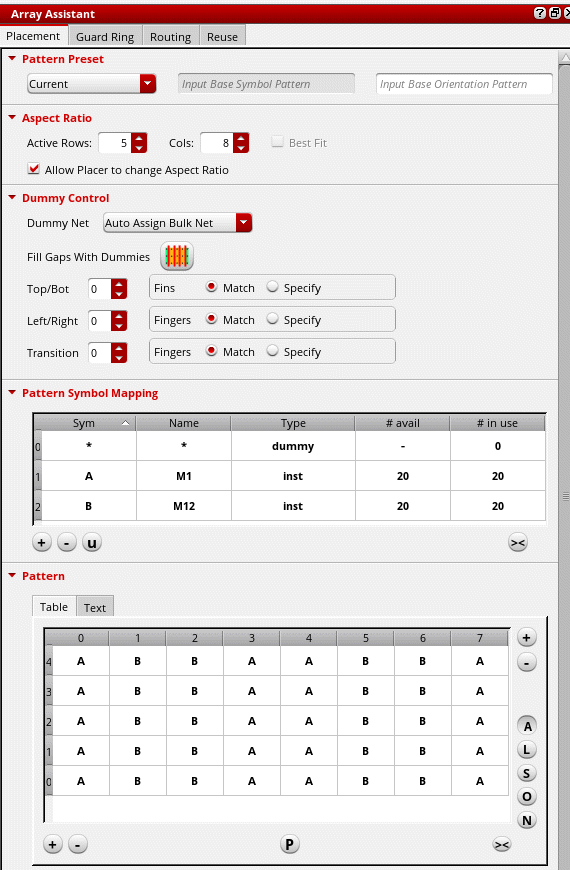 Array Assistant
Placement Guard Ring Routing Reuse
Pattern Preset
Current Input Base Symbol Pattern Input Base Orientation Pattern
Aspect Ratio
Active Rows: 5 Cols: 8 Best Fit
Allow Placer to change Aspect Ratio
Dummy Control
Dummy Net Auto Assign Bulk Net
Fill Gaps With Dummies
Top/Bot 0 Fins Match Specify
Left/Right 0 Fingers Match Specify
Transition 0 Fingers Match Specify
Pattern Symbol Mapping
Sym Name Type # avail # in use
0 * * dummy - 0
1 A M1 inst 20 20
2 B M12 inst 20 20
+ - u ><
Pattern
Table Text
0 1 2 3 4 5 6 7 +
4 A B B A A B B A -
3 A B B A A B B A
2 A B B A A B B A A
1 A B B A A B B A L
0 A B B A A B B A S
O
N
+ - P ><